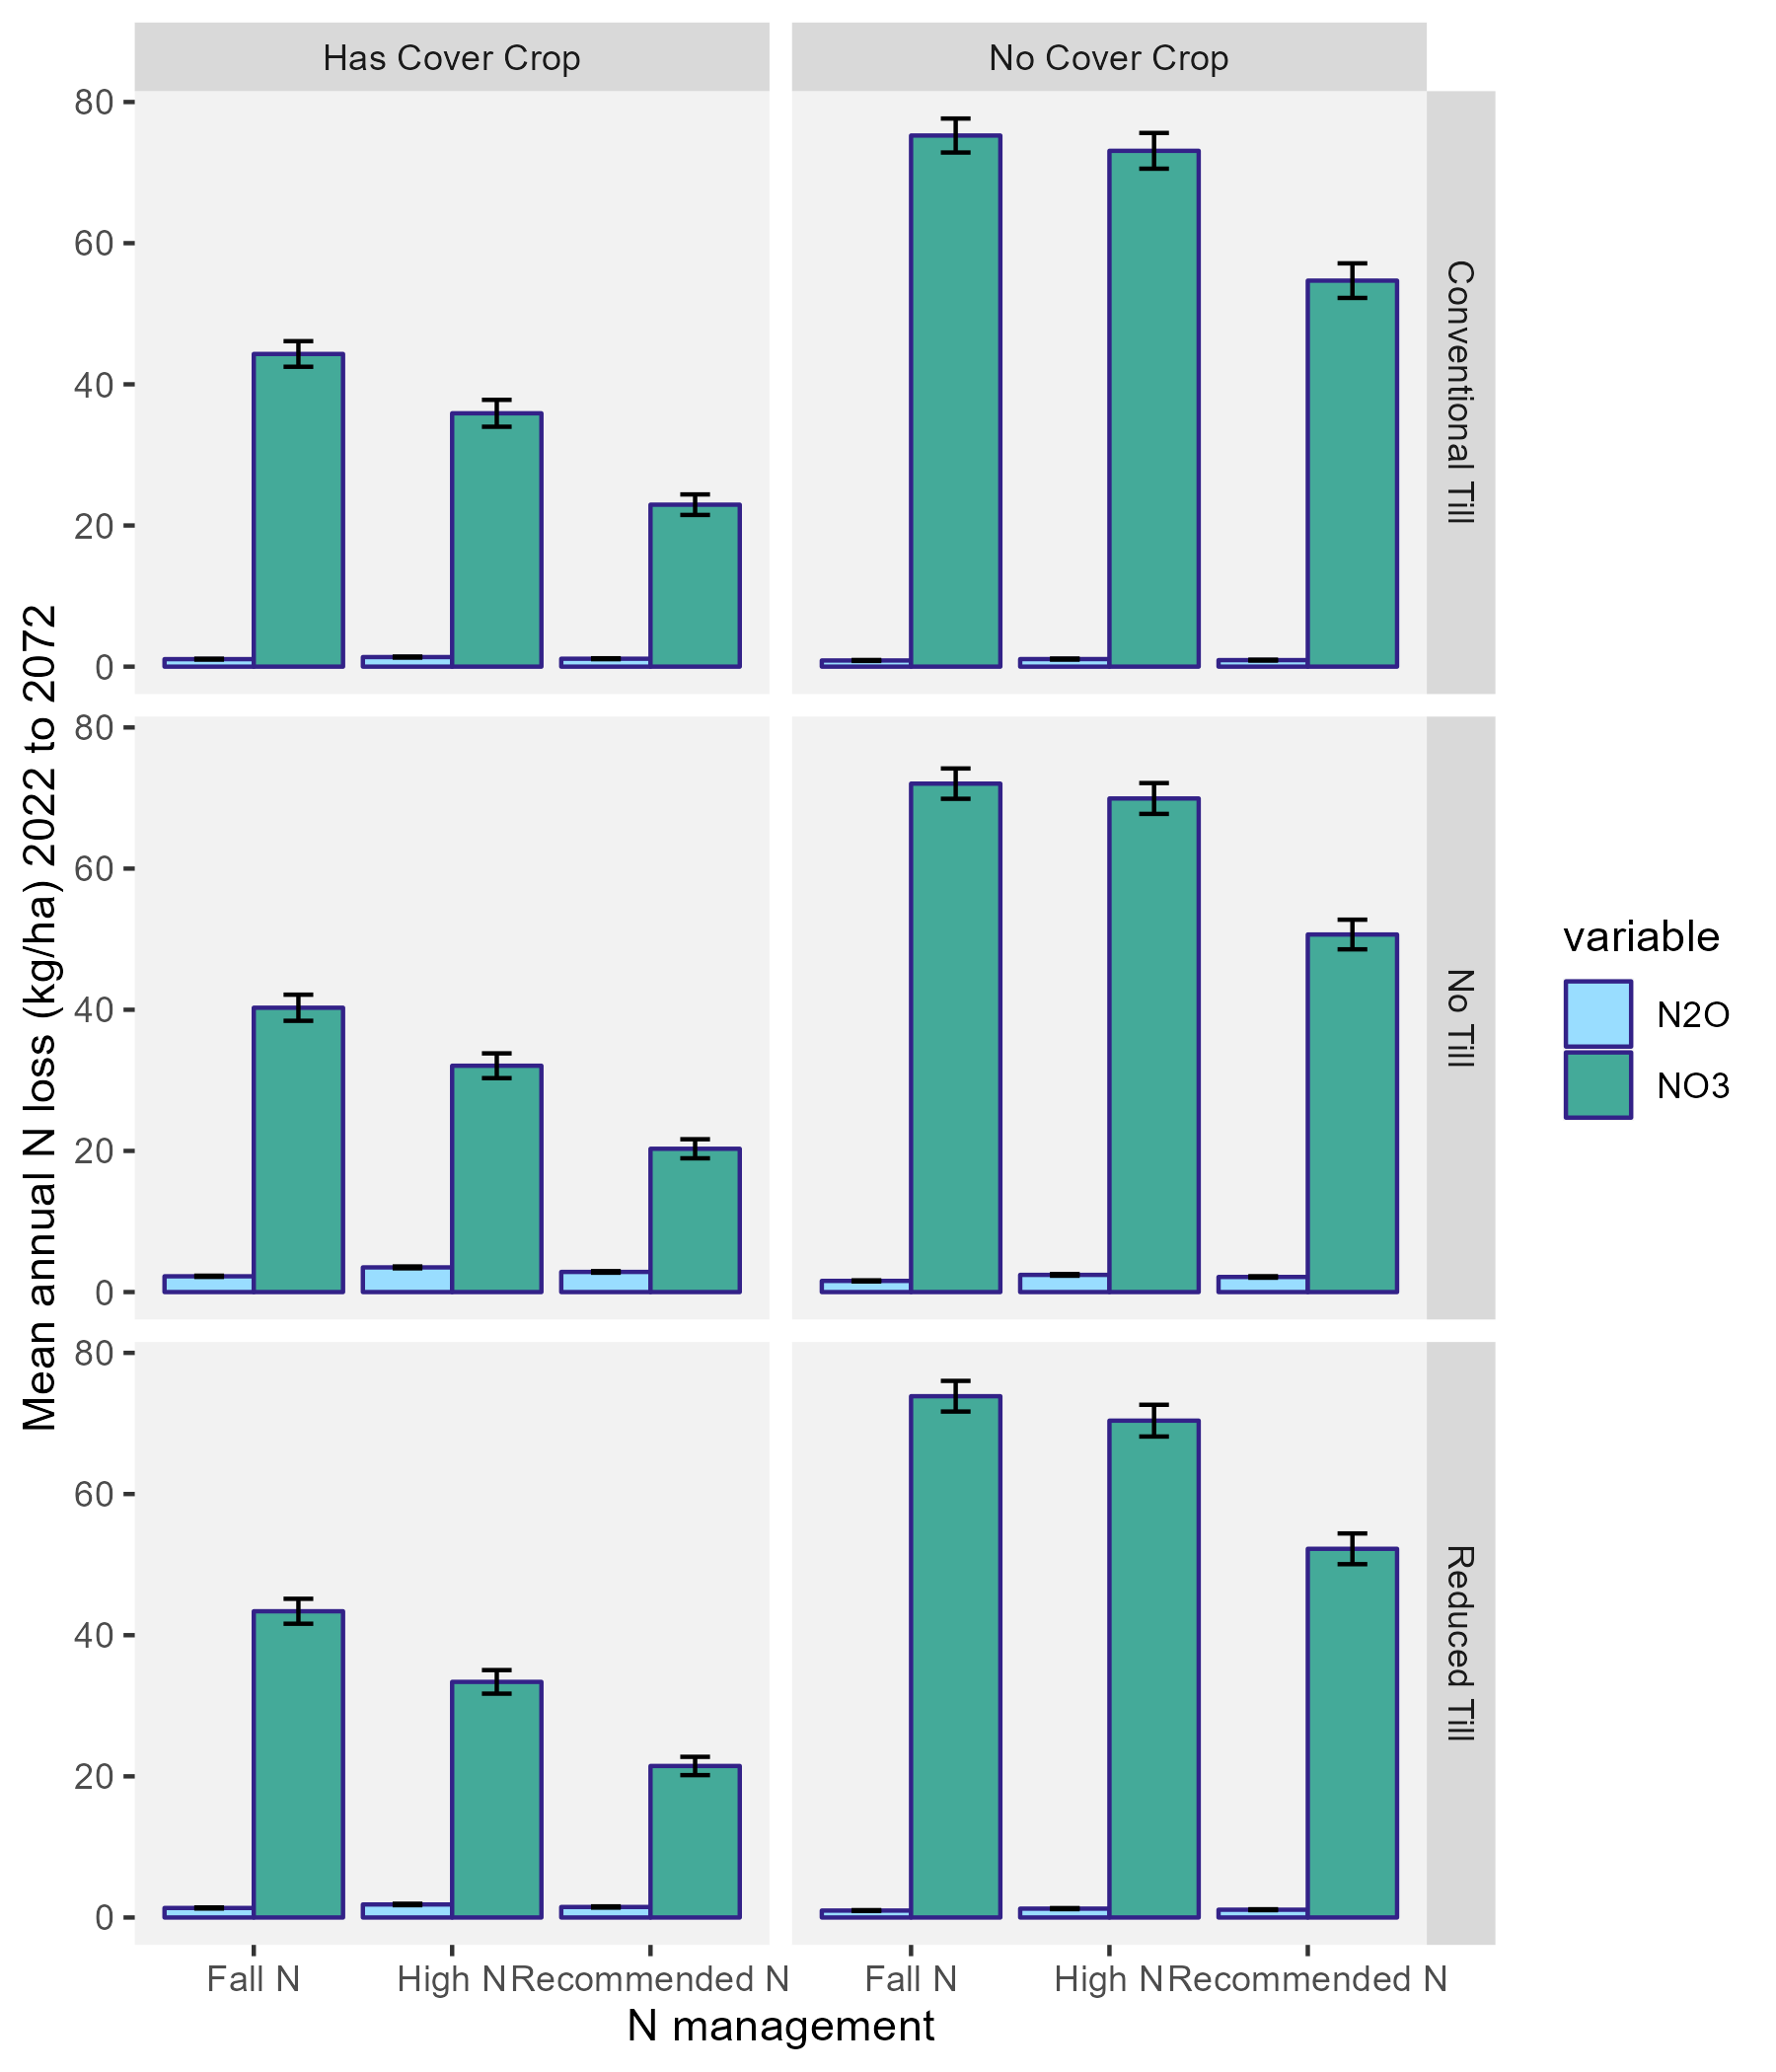 Has Cover Crop
No Cover Crop
Mean annual N loss (kg/ha) 2022 to 2072
80
60
40
20
0
Conventional Till
80
60
40
20
0
No Till
80
60
40
20
0
Reduced Till
variable
N2O
NO3
Fall N
High N
Recommended N
Fall N
High N
Recommended N
N management